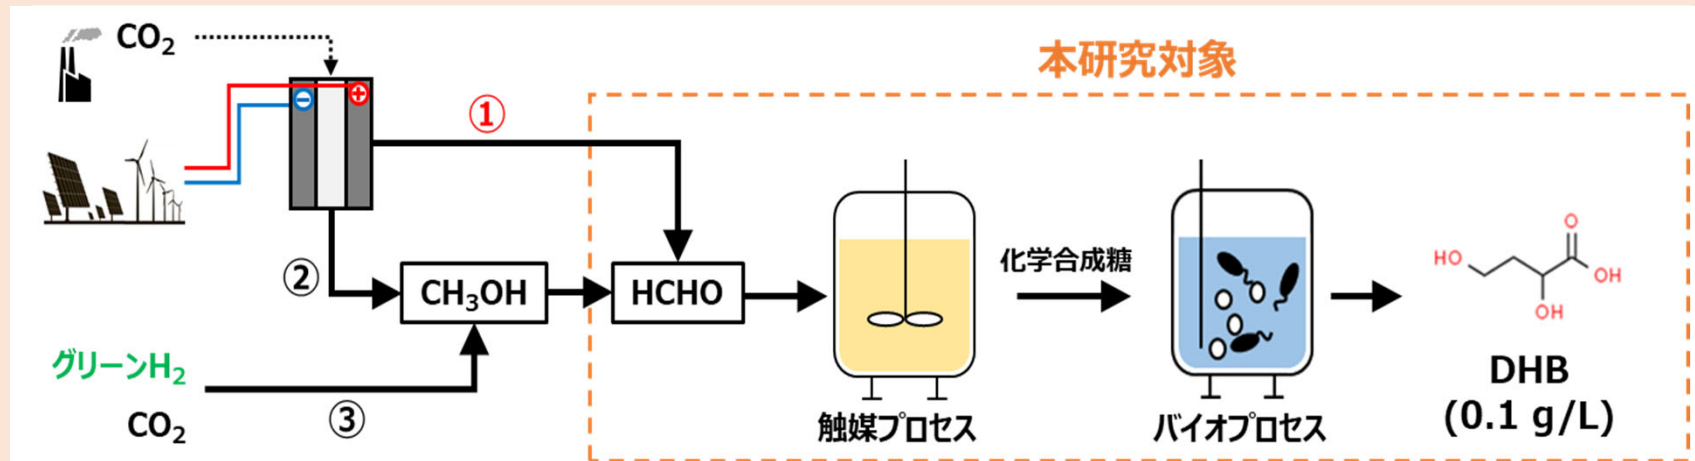 CO₂
本研究対象
⊖
⊕
①
②
CH₃OH
HCHO
化学合成糖
HO
O
OH
OH
グリーンH₂
CO₂
③
触媒プロセス
バイオプロセス
DHB
(0.1 g/L)